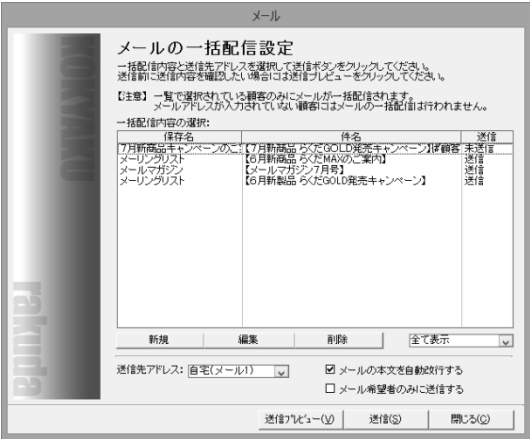 メール
KOKYAKU
rakuda
メールの一括配信設定
一括配信内容と送信先アドレスを選択して送信ボタンをクリックしてください。
送信前に送信内容を確認したい場合には送信プレビューをクリックしてください。
【注意】 一覧で選択されている顧客のみにメールが一括配信されます。
メールアドレスが入力されていない顧客にはメールの一括配信は行われません。
一括配信内容の選択:
保存名 件名 送信
7月新商品キャンペーンのご 【7月新商品 らくだGOLD発売キャンペーン】 未送信
メーリングリスト 【6月新商品 らくだMAXのご案内】 送信
メールマガジン 【メールマガジン7月号】 送信
メーリングリスト 【6月新製品 らくだGOLD発売キャンペーン】 送信
新規 編集 削除 全て表示
送信先アドレス: 自宅(メール1) メールの本文を自動改行する
メール希望者のみに送信する
送信プレビュー(V) 送信(S) 閉じる(C)